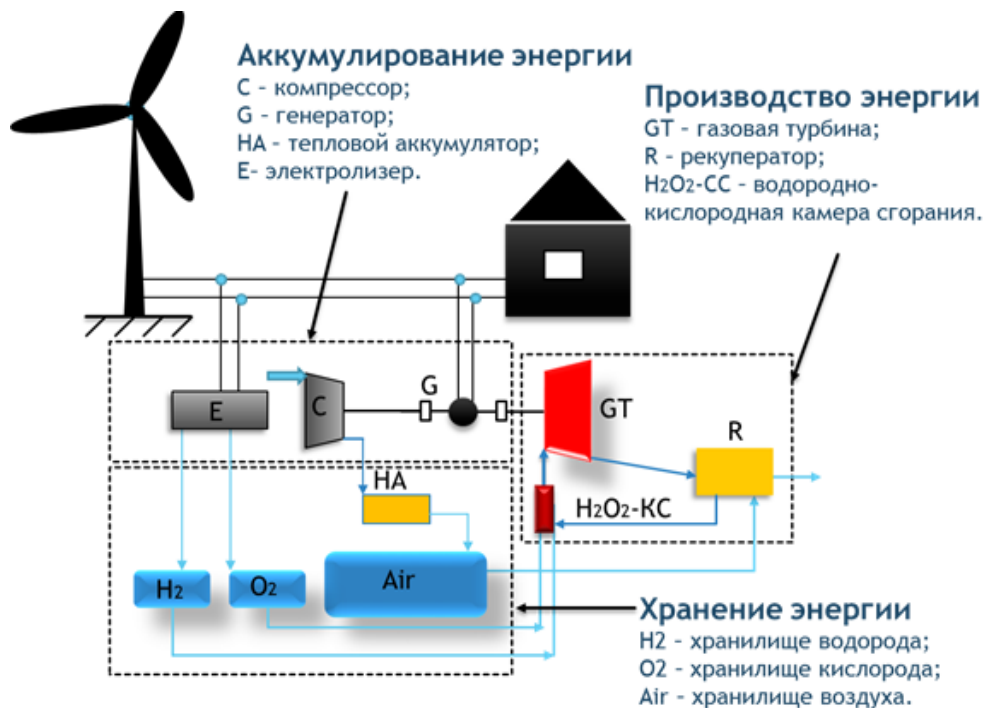 Аккумулирование энергии
C - компрессор;
G - генератор;
HA - тепловой аккумулятор;
E- электролизер.
Производство энергии
GT - газовая турбина;
R - рекуператор;
H2O2-CC - водородно-
кислородная камера сгорания.
E
C
G
GT
R
HA
H2O2-КС
H2
O2
Air
Хранение энергии
H2 - хранилище водорода;
O2 - хранилище кислорода;
Air - хранилище воздуха.